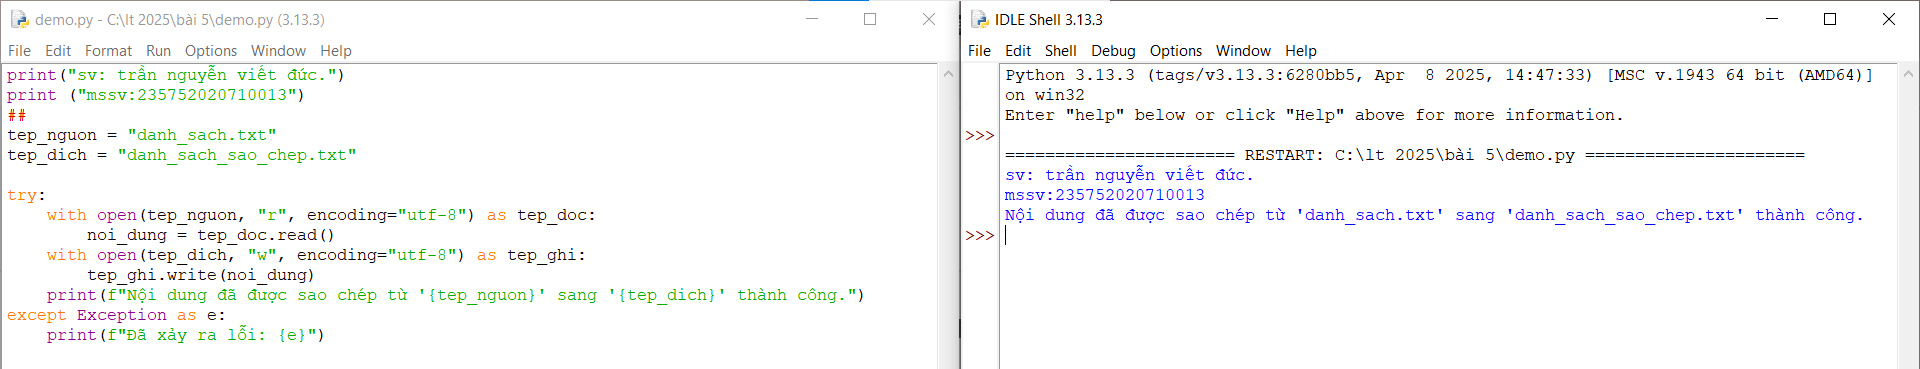 demo.py - C:\lt 2025\bài 5\demo.py (3.13.3)
File Edit Format Run Options Window Help
print("sv: trần nguyễn viết đức.")
print ("mssv:235752020710013")
##
tep_nguon = "danh_sach.txt"
tep_dich = "danh_sach_sao_chep.txt"
try:
    with open(tep_nguon, "r", encoding="utf-8") as tep_doc:
        noi_dung = tep_doc.read()
    with open(tep_dich, "w", encoding="utf-8") as tep_ghi:
        tep_ghi.write(noi_dung)
    print(f"Nội dung đã được sao chép từ '{tep_nguon}' sang '{tep_dich}' thành công.")
except Exception as e:
    print(f"Đã xảy ra lỗi: {e}")
IDLE Shell 3.13.3
File Edit Shell Debug Options Window Help
Python 3.13.3 (tags/v3.13.3:6280bb5, Apr  8 2025, 14:47:33) [MSC v.1943 64 bit (AMD64)]
on win32
Enter "help" below or click "Help" above for more information.
>>>
======================= RESTART: C:\lt 2025\bài 5\demo.py ======================
sv: trần nguyễn viết đức.
mssv:235752020710013
Nội dung đã được sao chép từ 'danh_sach.txt' sang 'danh_sach_sao_chep.txt' thành công.
>>>